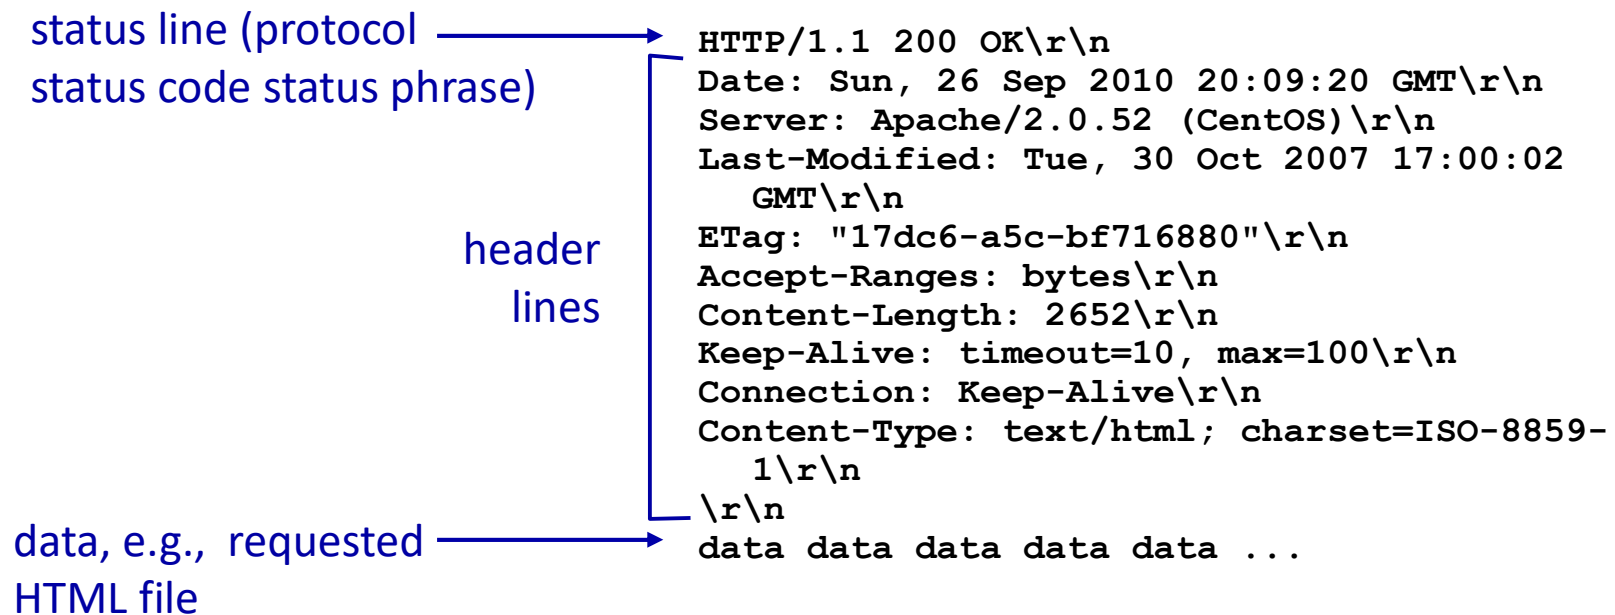 status line (protocol
status code status phrase)
header
lines
data, e.g., requested
HTML file
HTTP/1.1 200 OK\r\n
Date: Sun, 26 Sep 2010 20:09:20 GMT\r\n
Server: Apache/2.0.52 (CentOS)\r\n
Last-Modified: Tue, 30 Oct 2007 17:00:02
GMT\r\n
ETag: "17dc6-a5c-bf716880"\r\n
Accept-Ranges: bytes\r\n
Content-Length: 2652\r\n
Keep-Alive: timeout=10, max=100\r\n
Connection: Keep-Alive\r\n
Content-Type: text/html; charset=ISO-8859-
1\r\n
\r\n
data data data data data ...